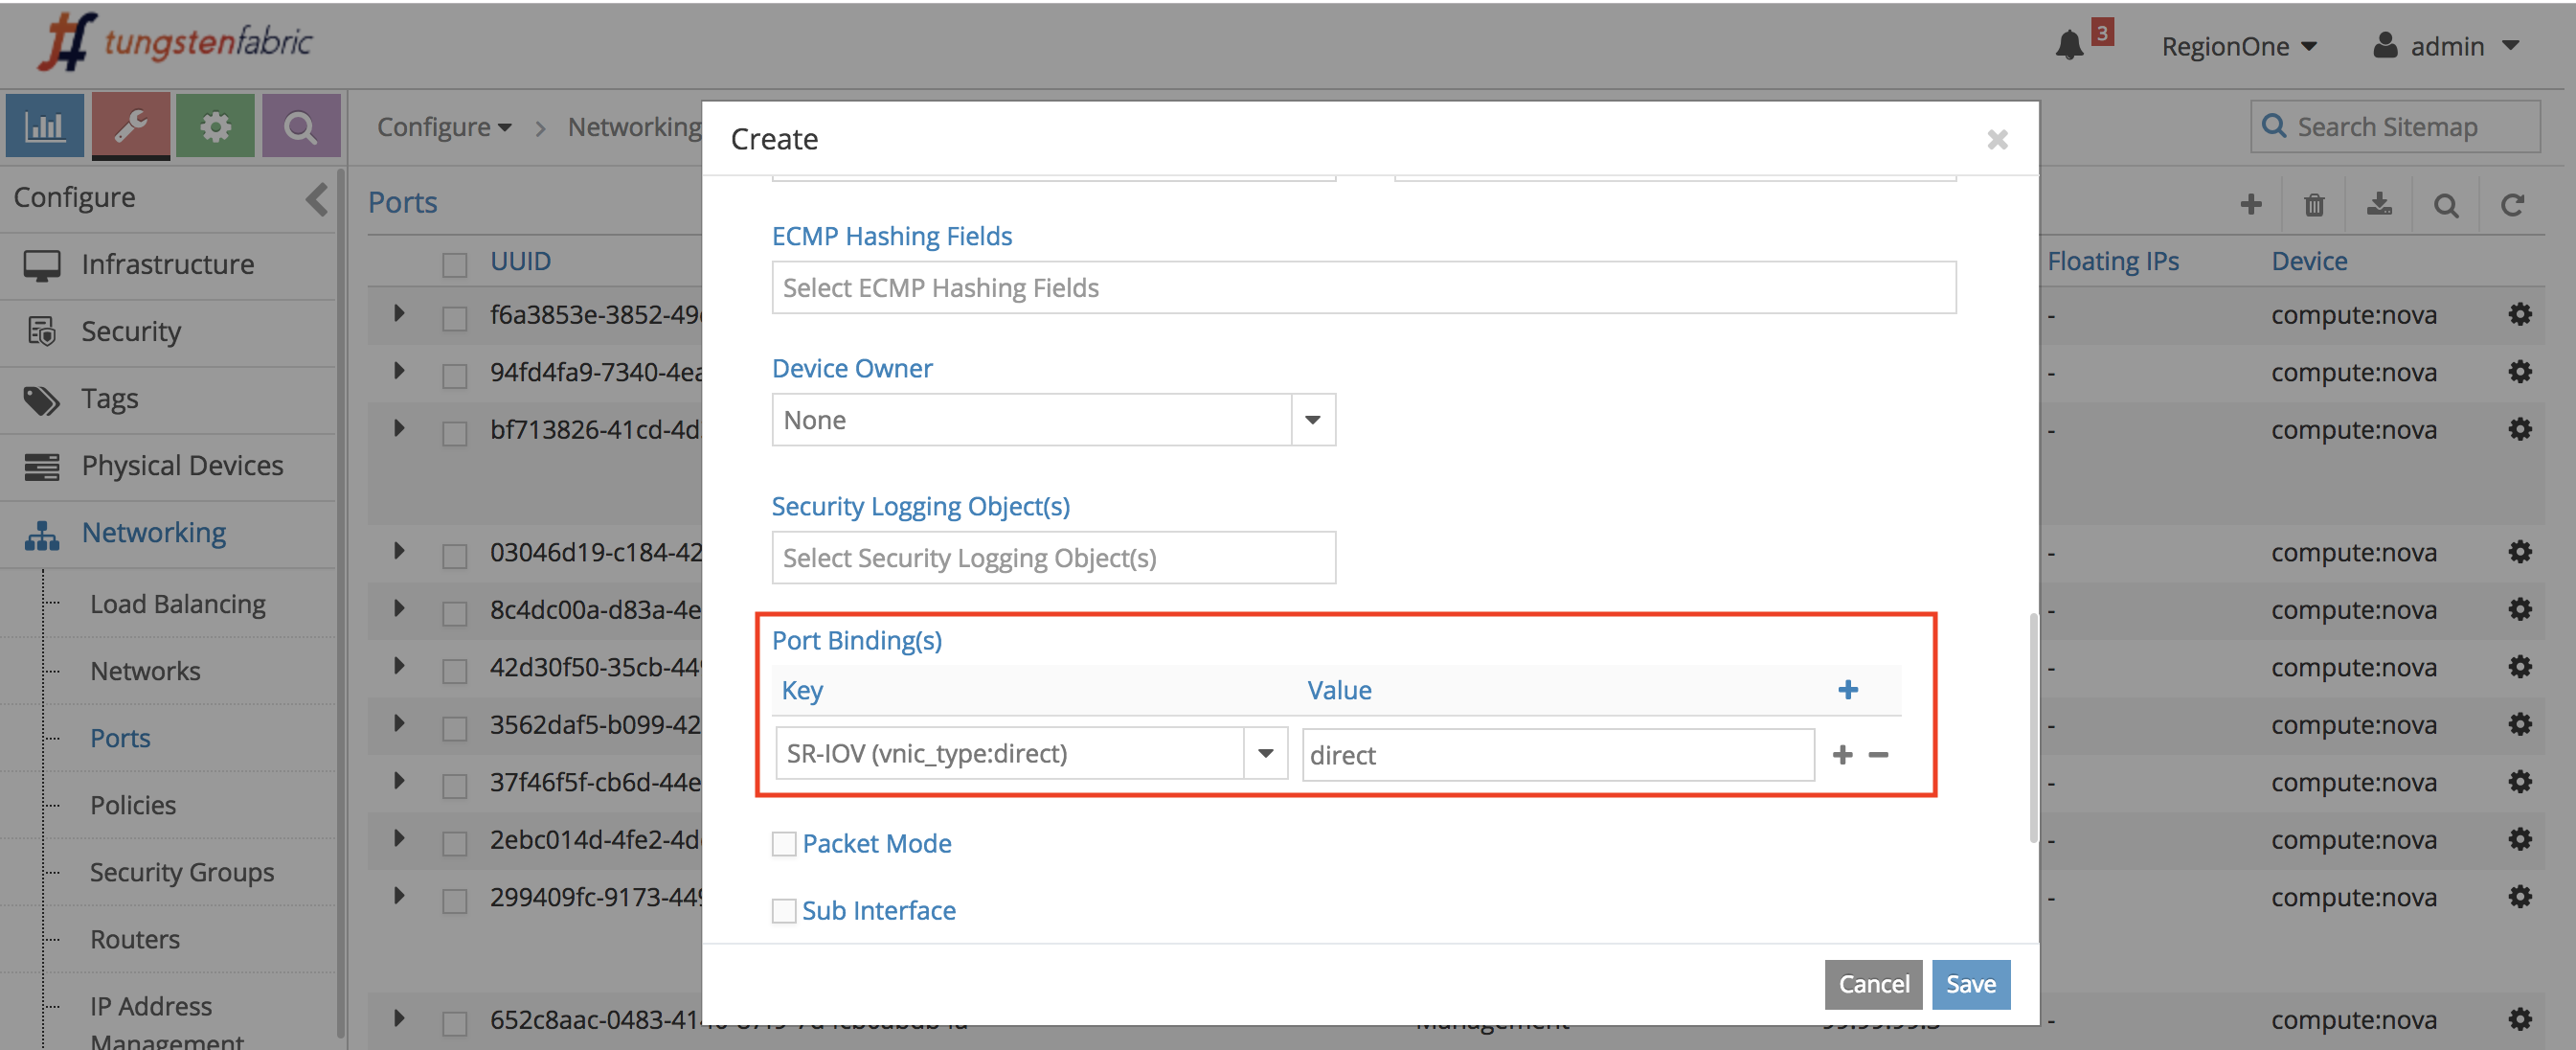 tungstenfabric
3
RegionOne
admin
Configure
Networking
Search Sitemap
Create
Configure
Infrastructure
Security
Tags
Physical Devices
Networking
Load Balancing
Networks
Ports
Policies
Security Groups
Routers
IP Address
Management
Ports
UUID
Floating IPs
Device
f6a3853e-3852-49
- compute:nova
94fd4fa9-7340-4ea
- compute:nova
bf713826-41cd-4d
- compute:nova
03046d19-c184-42
- compute:nova
8c4dc00a-d83a-4e
- compute:nova
42d30f50-35cb-449
- compute:nova
3562daf5-b099-42
- compute:nova
37f46f5f-cb6d-44e
- compute:nova
2ebc014d-4fe2-4d
- compute:nova
299409fc-9173-449
- compute:nova
652c8aac-0483-41
- compute:nova
ECMP Hashing Fields
Select ECMP Hashing Fields
Device Owner
None
Security Logging Object(s)
Select Security Logging Object(s)
Port Binding(s)
Key Value
SR-IOV (vnic_type:direct) direct
Packet Mode
Sub Interface
Cancel Save